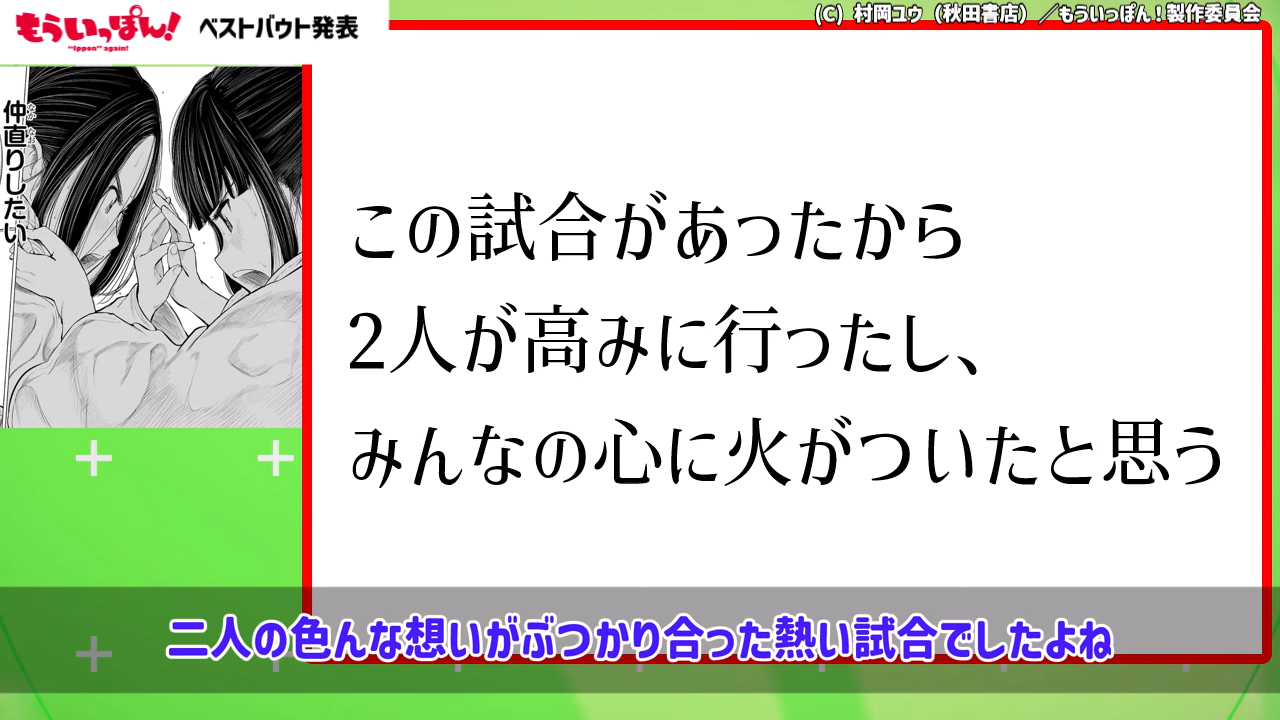 もういっぽん！
"Ippon" again!
ベストバウト発表
(C) 村岡ユウ（秋田書店）／もういっぽん！製作委員会
仲直りしたい。
なか なお
この試合があったから
2人が高みに行ったし、
みんなの心に火がついたと思う
二人の色んな想いがぶつかり合った熱い試合でしたよね